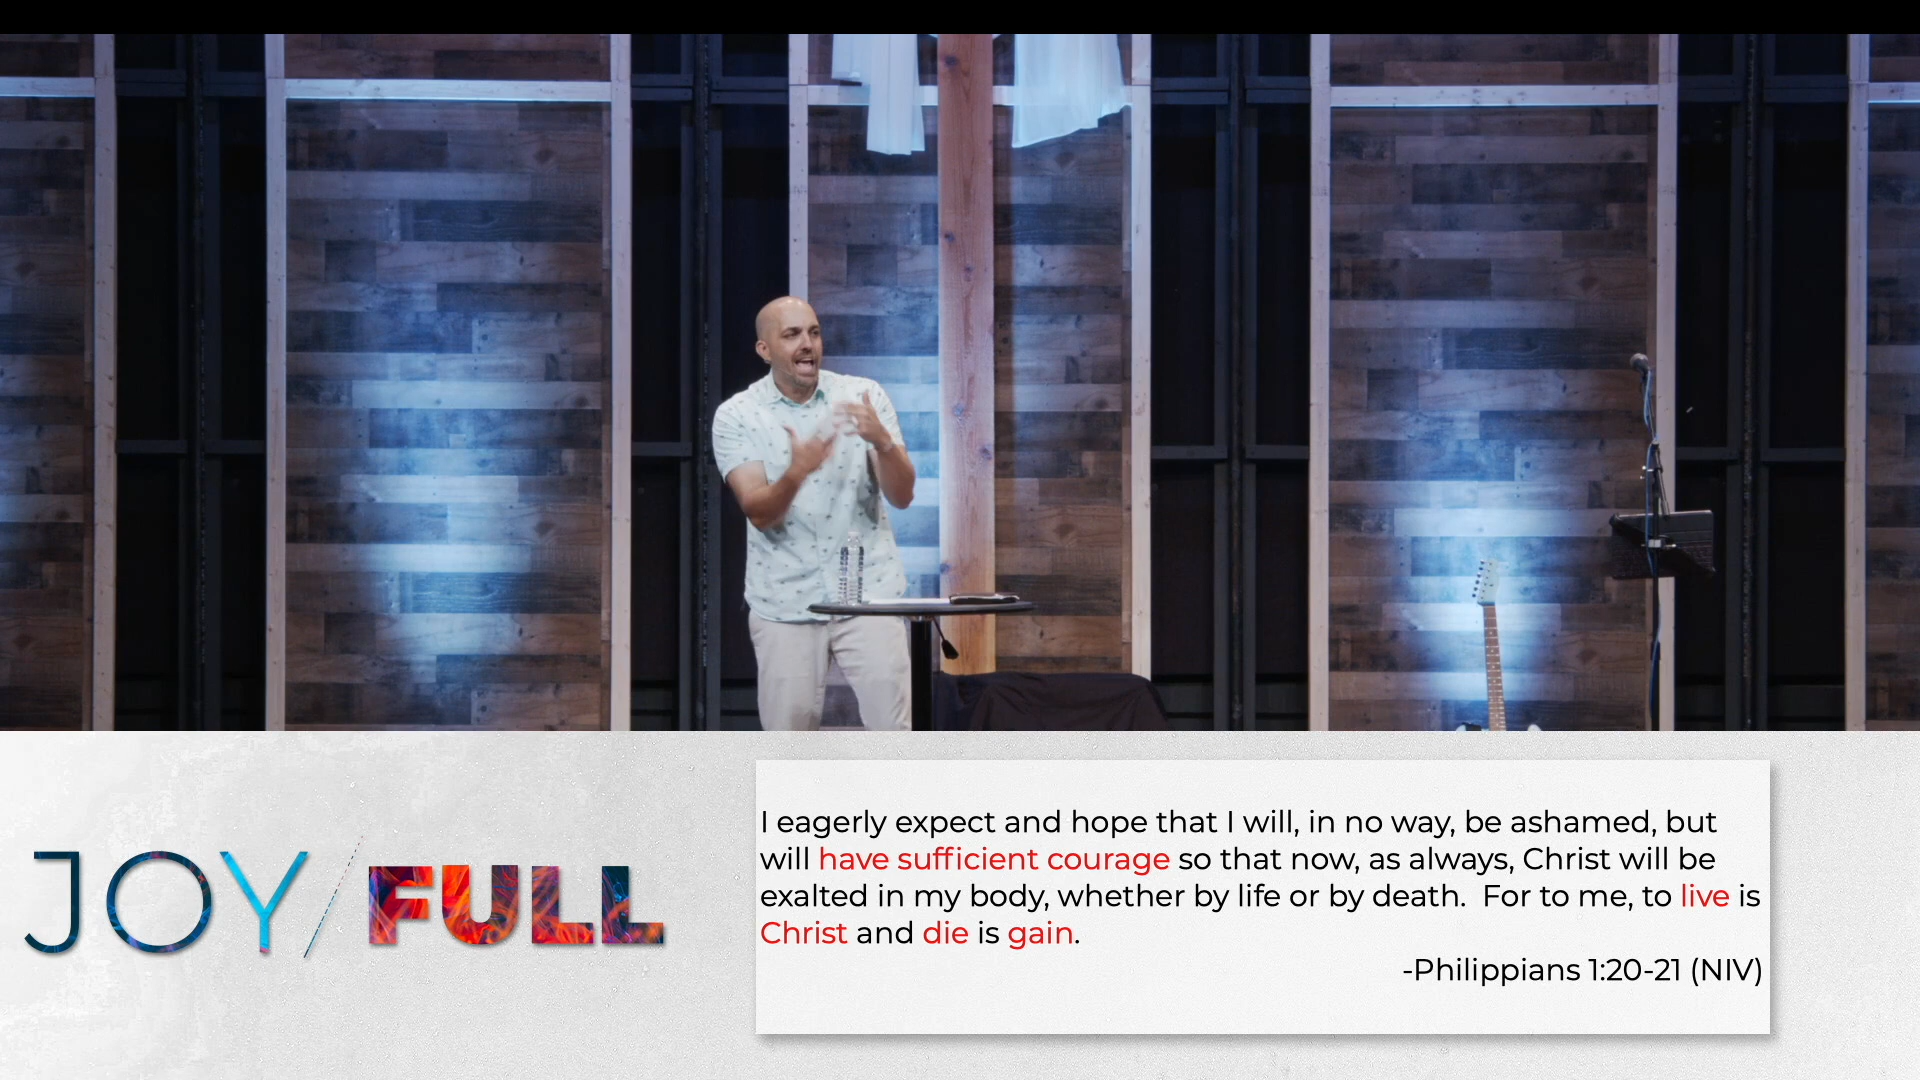 JOY/FULL
I eagerly expect and hope that I will, in no way, be ashamed, but
will have sufficient courage so that now, as always, Christ will be
exalted in my body, whether by life or by death.  For to me, to live is
Christ and die is gain.
-Philippians 1:20-21 (NIV)